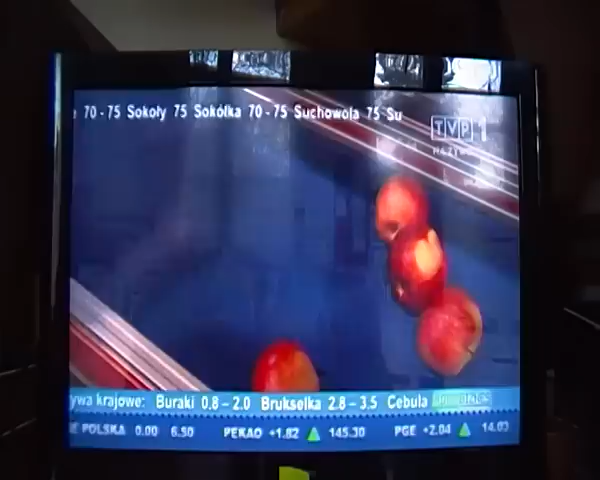 70-75 Sokoły 75 Sokółka 70-75 Suchowola 75 Su
TVP 1
NA ŻYWO
ywa krajowe: Buraki 0.8 – 2.0 Brukselka 2.8 – 3.5 Cebula
E POLSKA 0.00 6.50 PEKAO +1.82 ▲ 145.30 PGE +2.04 ▲ 14.03